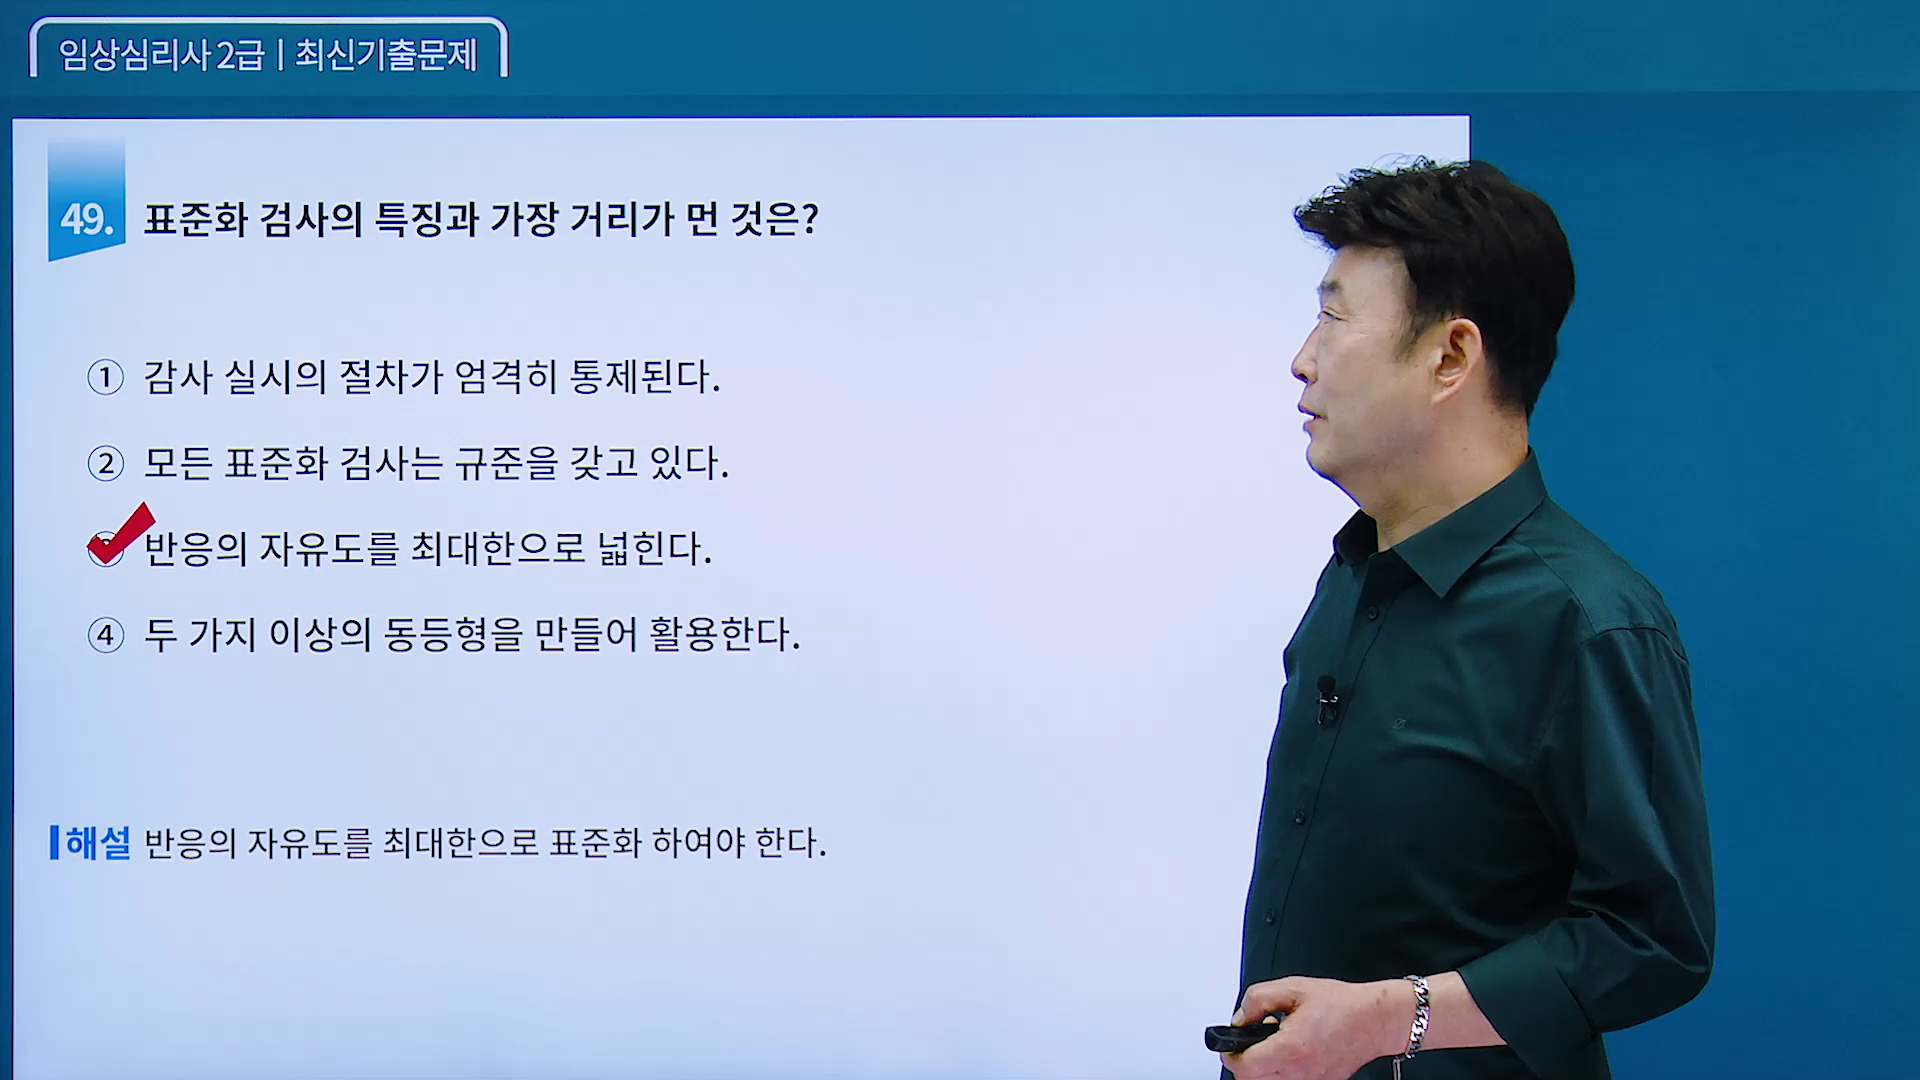 임상심리사 2급 | 최신기출문제
49. 표준화 검사의 특징과 가장 거리가 먼 것은?
① 감사 실시의 절차가 엄격히 통제된다.
② 모든 표준화 검사는 규준을 갖고 있다.
③ 반응의 자유도를 최대한으로 넓힌다.
④ 두 가지 이상의 동등형을 만들어 활용한다.
해설 반응의 자유도를 최대한으로 표준화 하여야 한다.